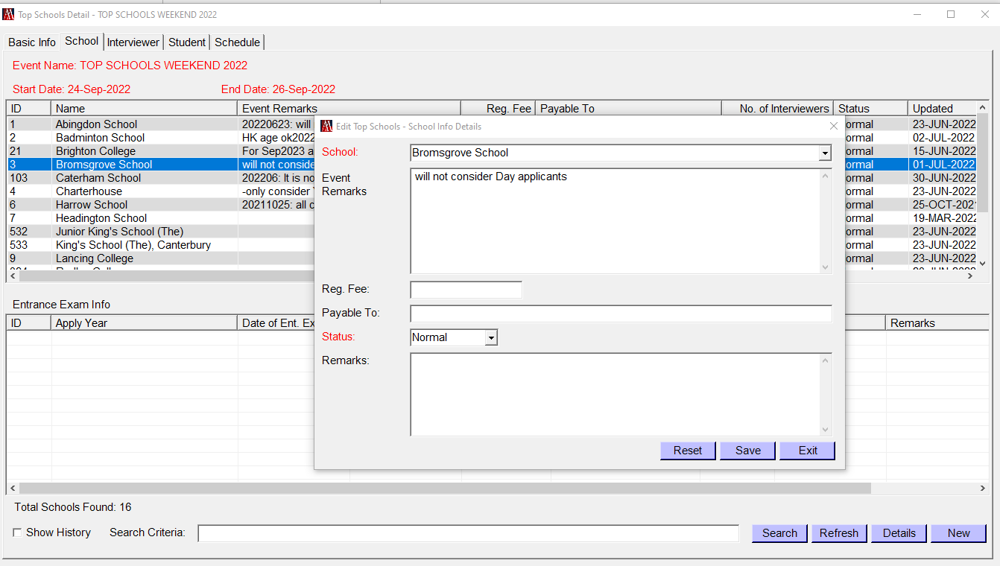 Top Schools Detail - TOP SCHOOLS WEEKEND 2022
Basic Info School Interviewer Student Schedule
Event Name: TOP SCHOOLS WEEKEND 2022
Start Date: 24-Sep-2022 End Date: 26-Sep-2022
ID Name Event Remarks Reg. Fee Payable To No. of Interviewers Status Updated
1 Abingdon School 20220623: will ormal 23-JUN-2022
2 Badminton School HK age ok2022 ormal 02-JUL-2022
21 Brighton College For Sep2023 a ormal 15-JUN-2022
3 Bromsgrove School will not conside ormal 01-JUL-2022
103 Caterham School 202206: It is no ormal 30-JUN-2022
4 Charterhouse -only consider ormal 23-JUN-2022
6 Harrow School 20211025: all c ormal 25-OCT-2021
7 Headington School ormal 19-MAR-2022
532 Junior King's School (The) ormal 23-JUN-2022
533 King's School (The), Canterbury ormal 23-JUN-2022
9 Lancing College ormal 23-JUN-2022
Edit Top Schools - School Info Details
School: Bromsgrove School
Event Remarks
will not consider Day applicants
Reg. Fee:
Payable To:
Status: Normal
Remarks:
Reset Save Exit
Entrance Exam Info
ID Apply Year Date of Ent. Ex Remarks
Total Schools Found: 16
Show History Search Criteria: Search Refresh Details New